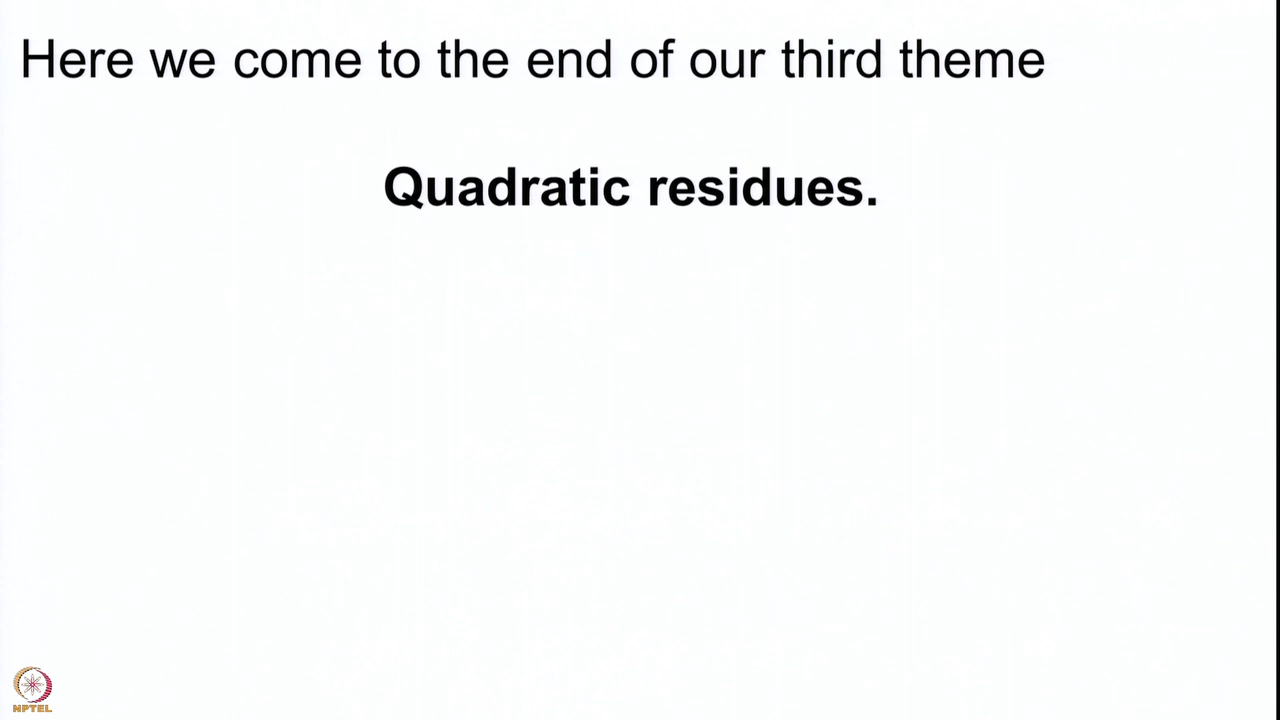 Here we come to the end of our third theme
Quadratic residues.
NPTEL